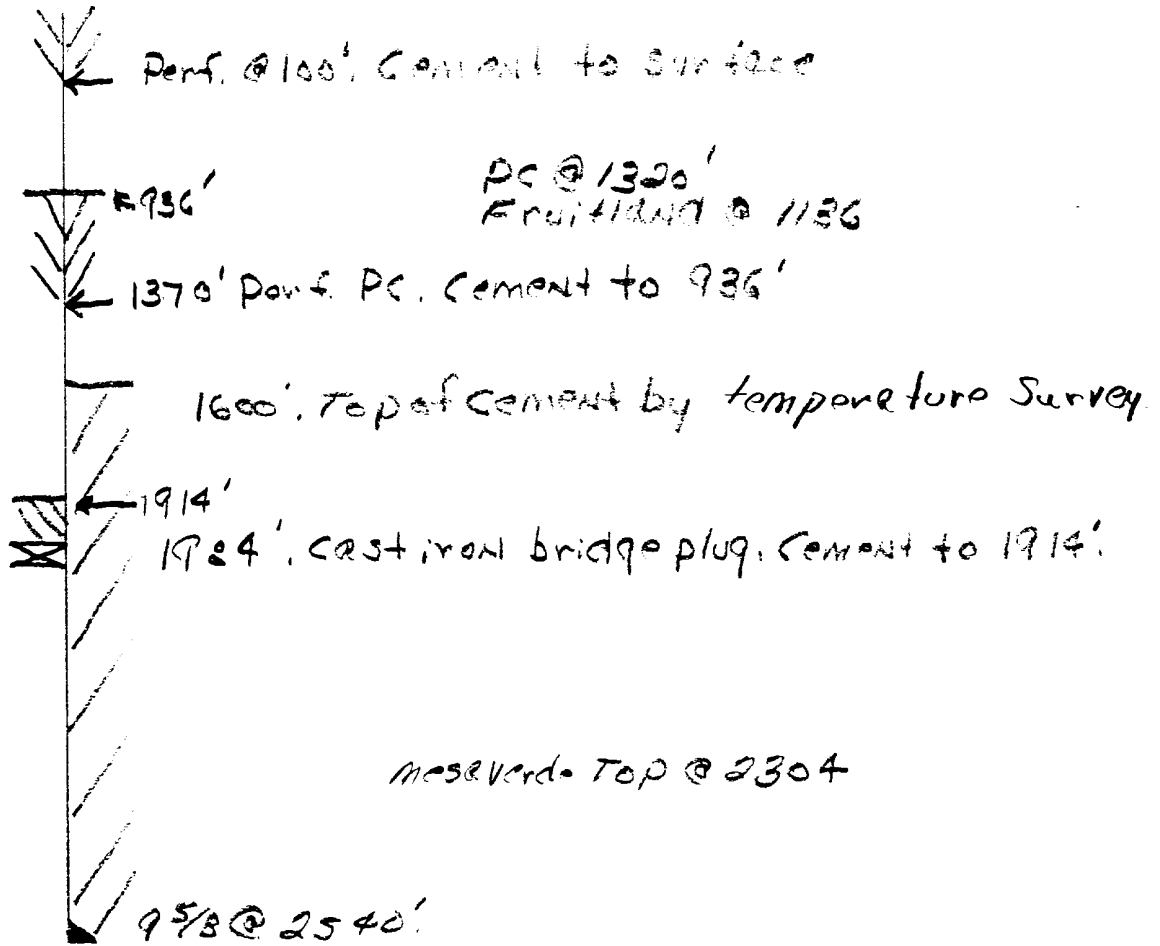 Perf. @ 100'. Cement to surface
936'
PC @ 1320'
Fruitland @ 1136
1370' Perf. PC. Cement to 936'
1600'. Top of Cement by temperature Survey
1914'
1984'. cast iron bridge plug. Cement to 1914'.
mesaverde Top @ 2304
9 5/8 @ 2540'.